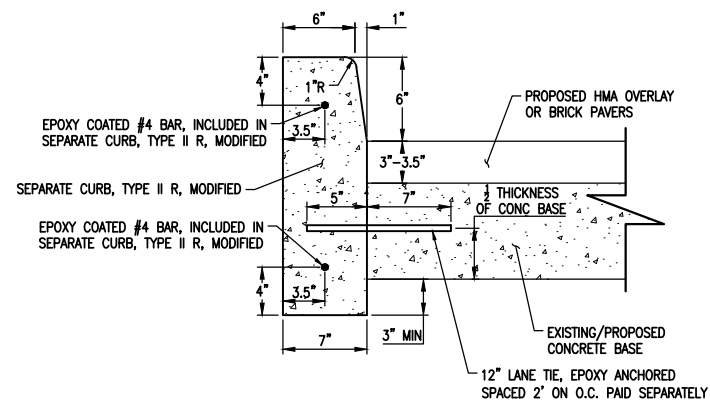 6"
1"
4"
1"R
6"
PROPOSED HMA OVERLAY
OR BRICK PAVERS
EPOXY COATED #4 BAR, INCLUDED IN
SEPARATE CURB, TYPE II R, MODIFIED
3.5"
3"-3.5"
SEPARATE CURB, TYPE II R, MODIFIED
5"
7"
1/2 THICKNESS
OF CONC BASE
EPOXY COATED #4 BAR, INCLUDED IN
SEPARATE CURB, TYPE II R, MODIFIED
4"
3.5"
7"
3" MIN
EXISTING/PROPOSED
CONCRETE BASE
12" LANE TIE, EPOXY ANCHORED
SPACED 2' ON O.C. PAID SEPARATELY